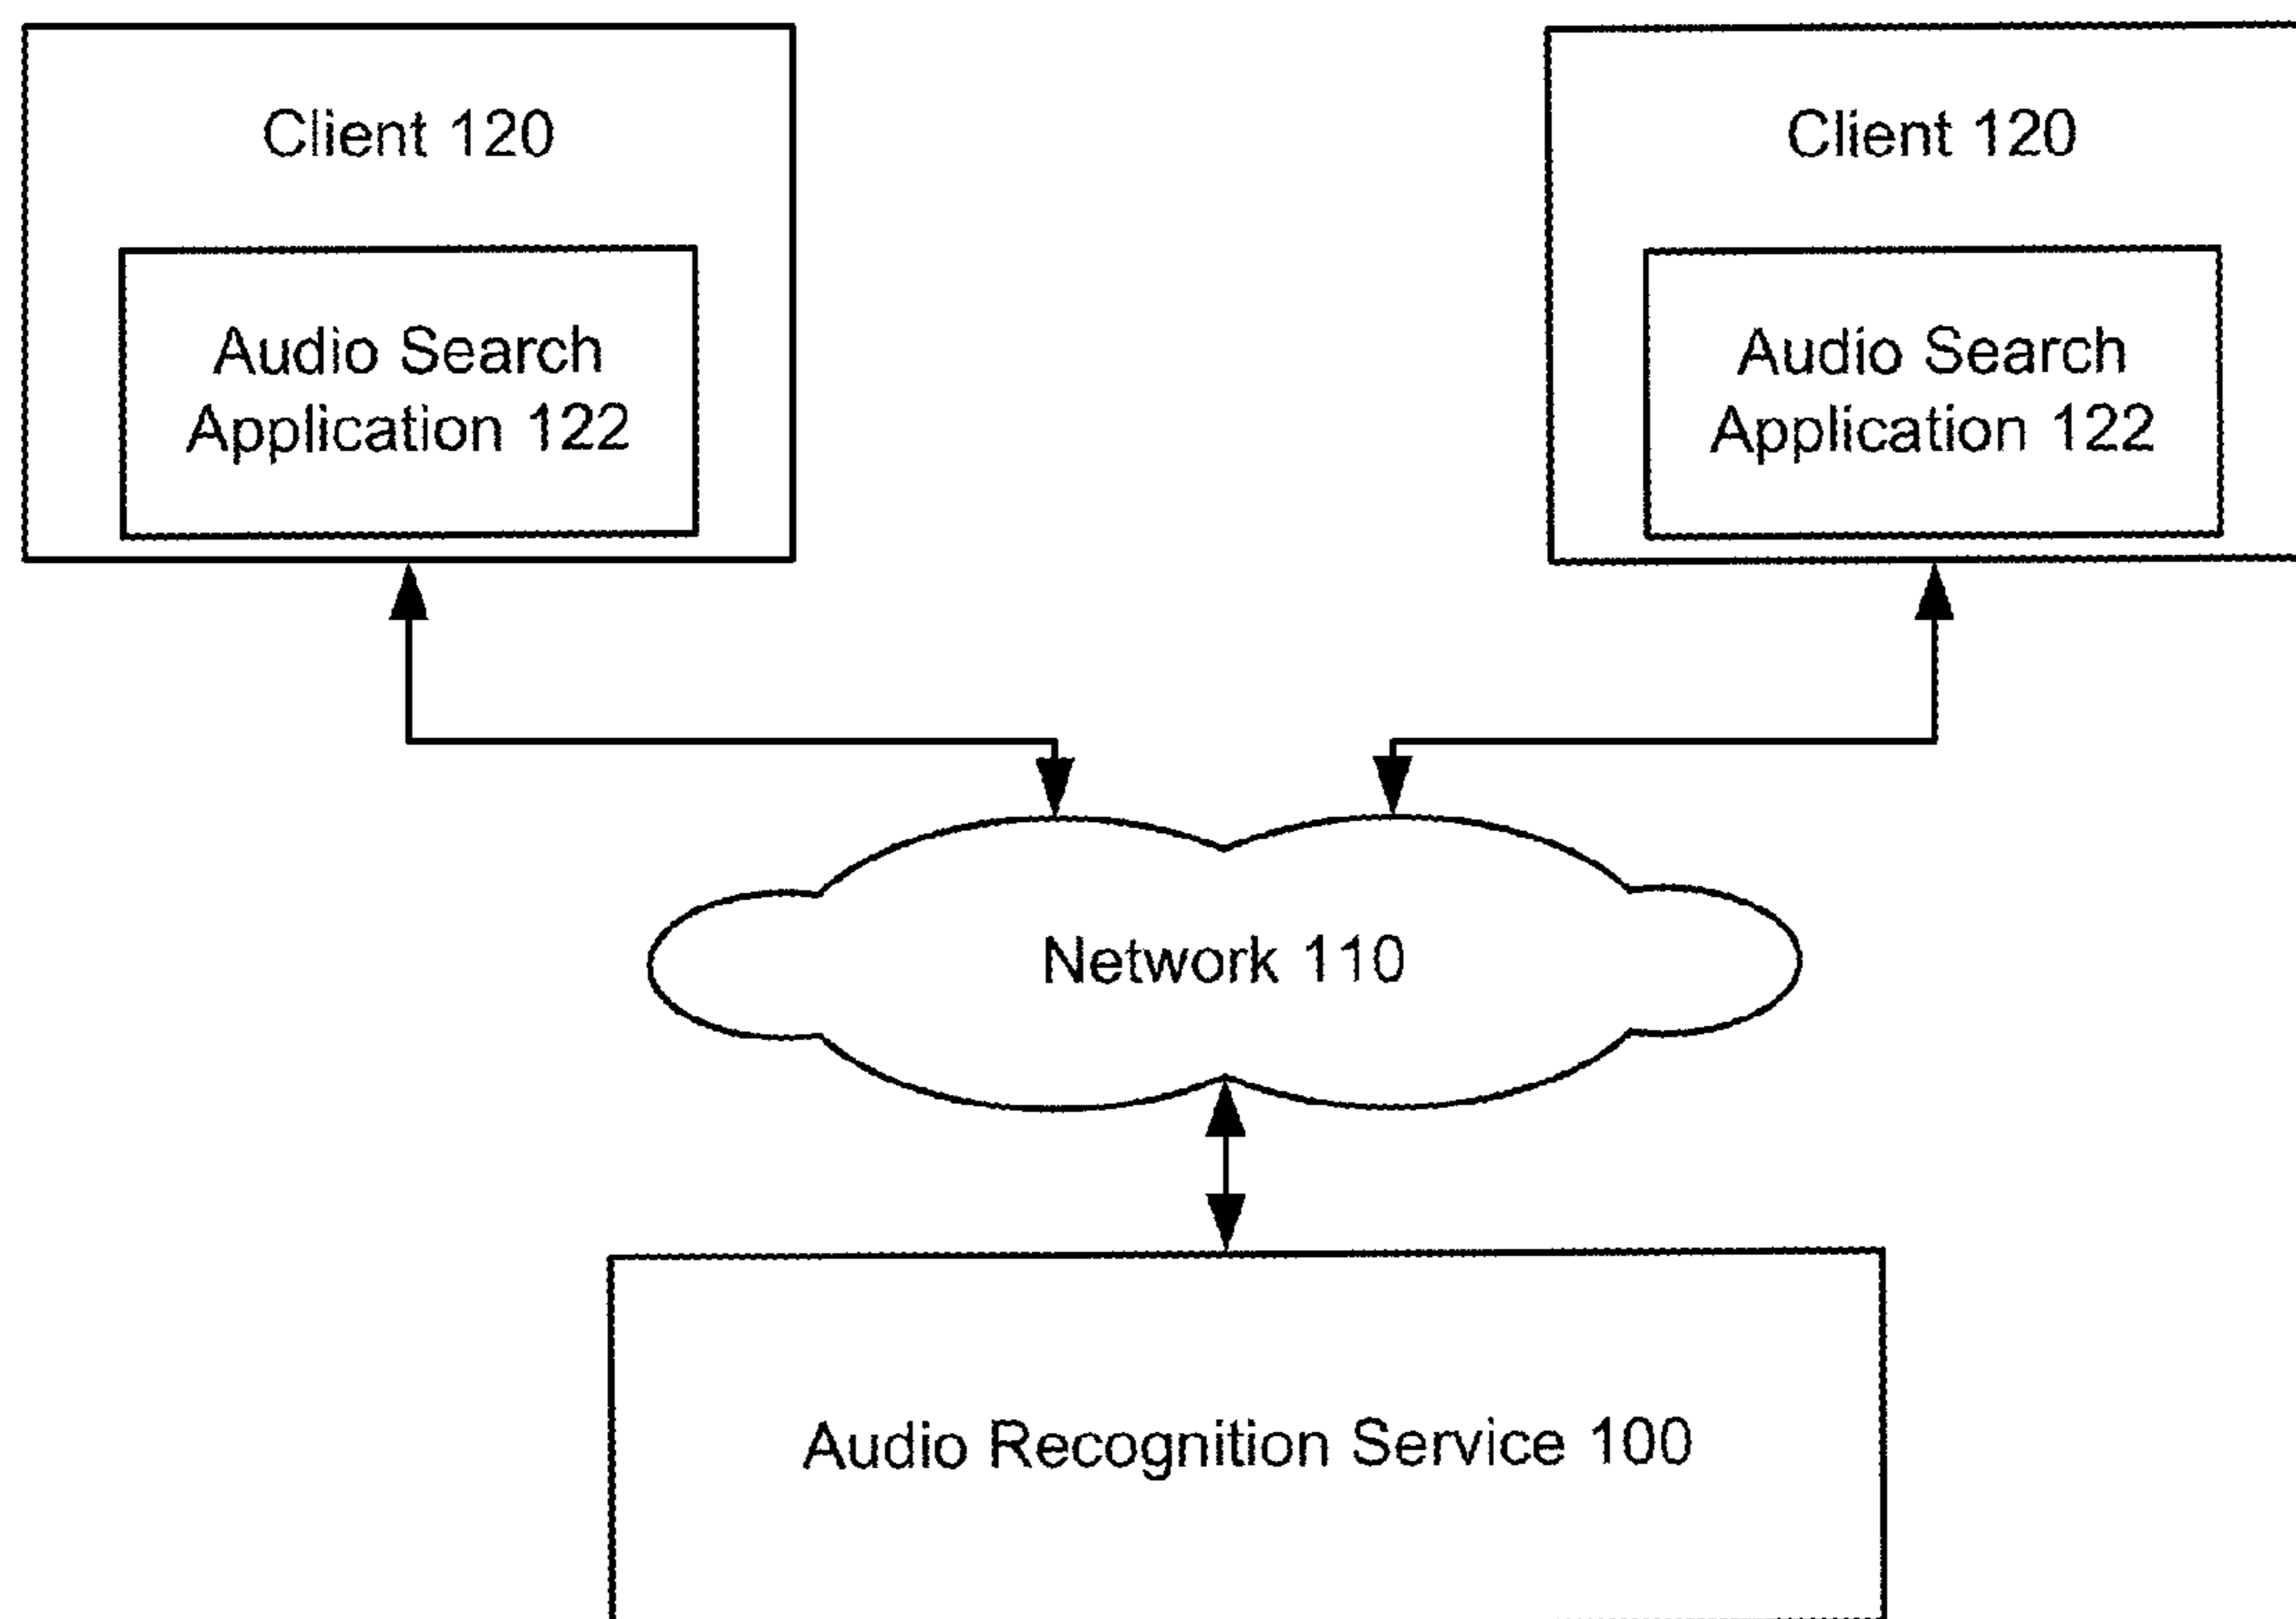 Client 120
Audio Search
Application 122
Client 120
Audio Search
Application 122
Network 110
Audio Recognition Service 100